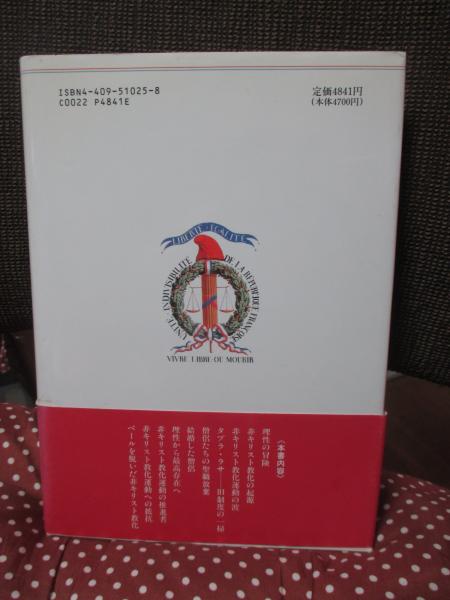 ISBN4-409-51025-8
C0022 P4841E
定価4841円
(本体4700円)
LIBERTE · EGALITE
UNITE INDIVISIBILITE DE LA REPUBLIQUE FRANÇOISE
VIVRE LIBRE OU MOURIR
〈本書内容〉
理性の冒険
非キリスト教化の起源
非キリスト教化運動の波
タブラ・ラサ——旧制度の一掃
僧侶たちの聖職放棄
結婚した僧侶
理性から最高存在へ
非キリスト教化運動の推進者
非キリスト教化運動への抵抗
ベールを脱いだ非キリスト教化